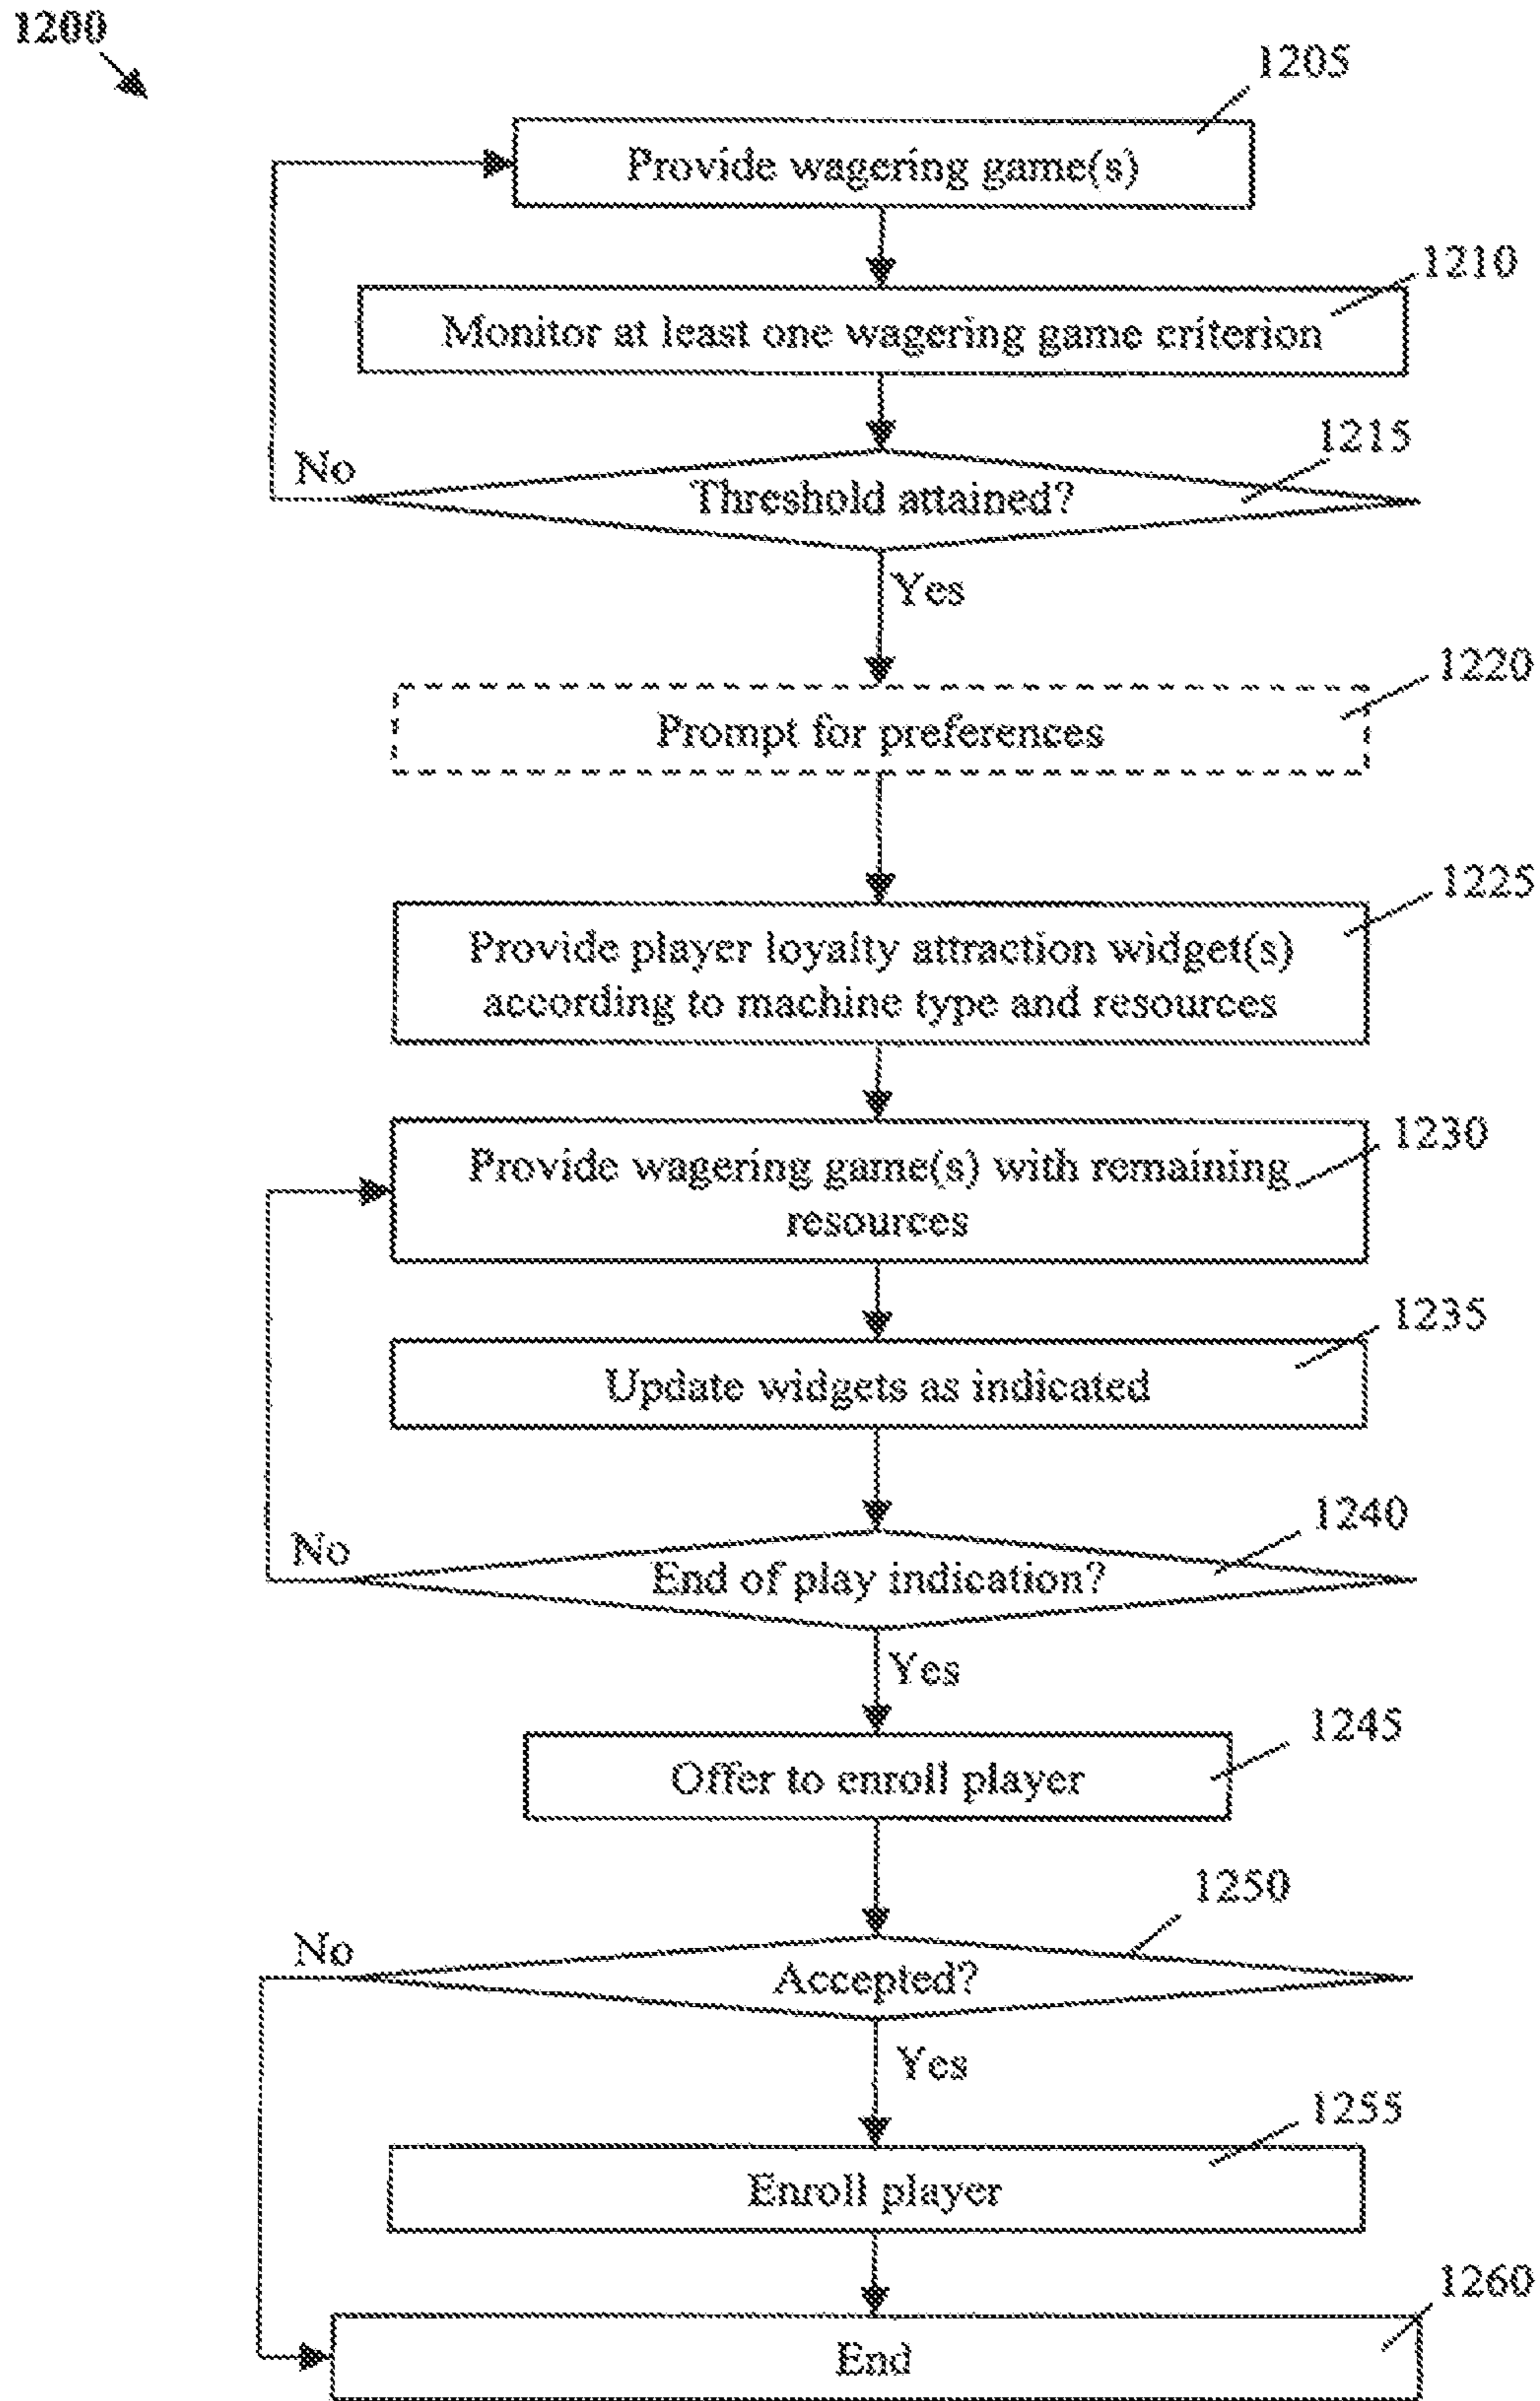 1200
1205
Provide wagering game(s)
1210
Monitor at least one wagering game criterion
1215
No
Threshold attained?
Yes
1220
Prompt for preferences
1225
Provide player loyalty attraction widget(s)
according to machine type and resources
1230
Provide wagering game(s) with remaining
resources
1235
Update widgets as indicated
1240
No
End of play indication?
Yes
1245
Offer to enroll player
1250
No
Accepted?
Yes
1255
Enroll player
1260
End